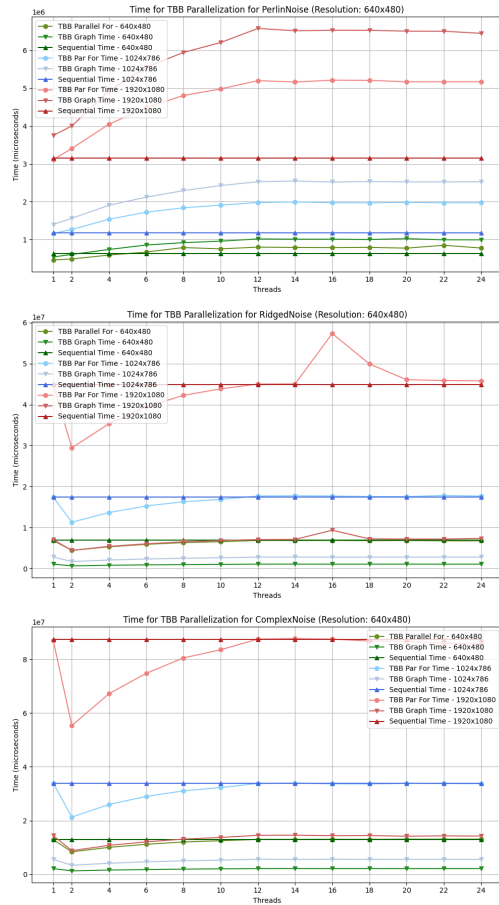 Time for TBB Parallelization for PerlinNoise (Resolution: 640x480)
1e6
TBB Parallel For - 640x480
TBB Graph Time - 640x480
Sequential Time - 640x480
TBB Par For Time - 1024x786
TBB Graph Time - 1024x786
Sequential Time - 1024x786
TBB Par For Time - 1920x1080
TBB Graph Time - 1920x1080
Sequential Time - 1920x1080
6
5
4
3
2
1
Time (microseconds)
1 2 4 6 8 10 12 14 16 18 20 22 24
Threads
Time for TBB Parallelization for RidgedNoise (Resolution: 640x480)
1e7
TBB Parallel For - 640x480
TBB Graph Time - 640x480
Sequential Time - 640x480
TBB Par For Time - 1024x786
TBB Graph Time - 1024x786
Sequential Time - 1024x786
TBB Par For Time - 1920x1080
TBB Graph Time - 1920x1080
Sequential Time - 1920x1080
6
5
4
3
2
1
0
Time (microseconds)
1 2 4 6 8 10 12 14 16 18 20 22 24
Threads
Time for TBB Parallelization for ComplexNoise (Resolution: 640x480)
1e7
TBB Parallel For - 640x480
TBB Graph Time - 640x480
Sequential Time - 640x480
TBB Par For Time - 1024x786
TBB Graph Time - 1024x786
Sequential Time - 1024x786
TBB Par For Time - 1920x1080
TBB Graph Time - 1920x1080
Sequential Time - 1920x1080
8
6
4
2
0
Time (microseconds)
1 2 4 6 8 10 12 14 16 18 20 22 24
Threads